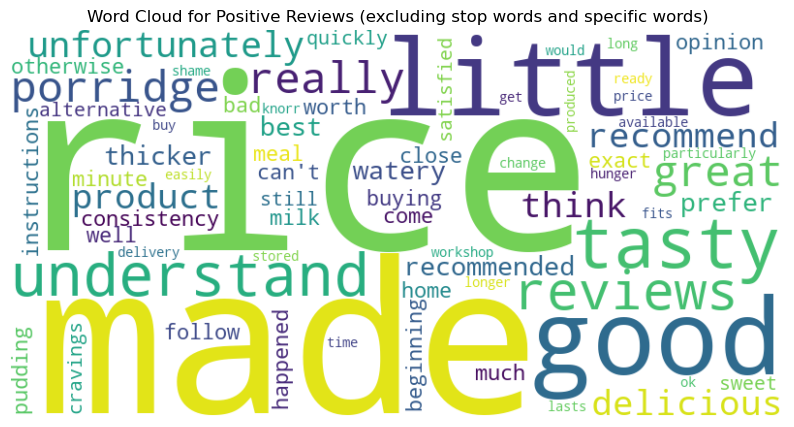 Word Cloud for Positive Reviews (excluding stop words and specific words)
unfortunately
quickly
little
would
long
opinion
otherwise
shame
really
satisfied
ready
porridge
get
produced
price
alternative
bad
knorr
worth
buy
best
available
recommend
instructions
rice
thicker
meal
can't
watery
close
change
exact
particularly
hunger
great
minute
easily
product
still
buying
think
fits
prefer
consistency
milk
come
well
tasty
delivery
stored
workshop
understand
recommended
home
longer
reviews
made
good
pudding
cravings
follow
happened
time
beginning
much
ok
sweet
lasts
delicious